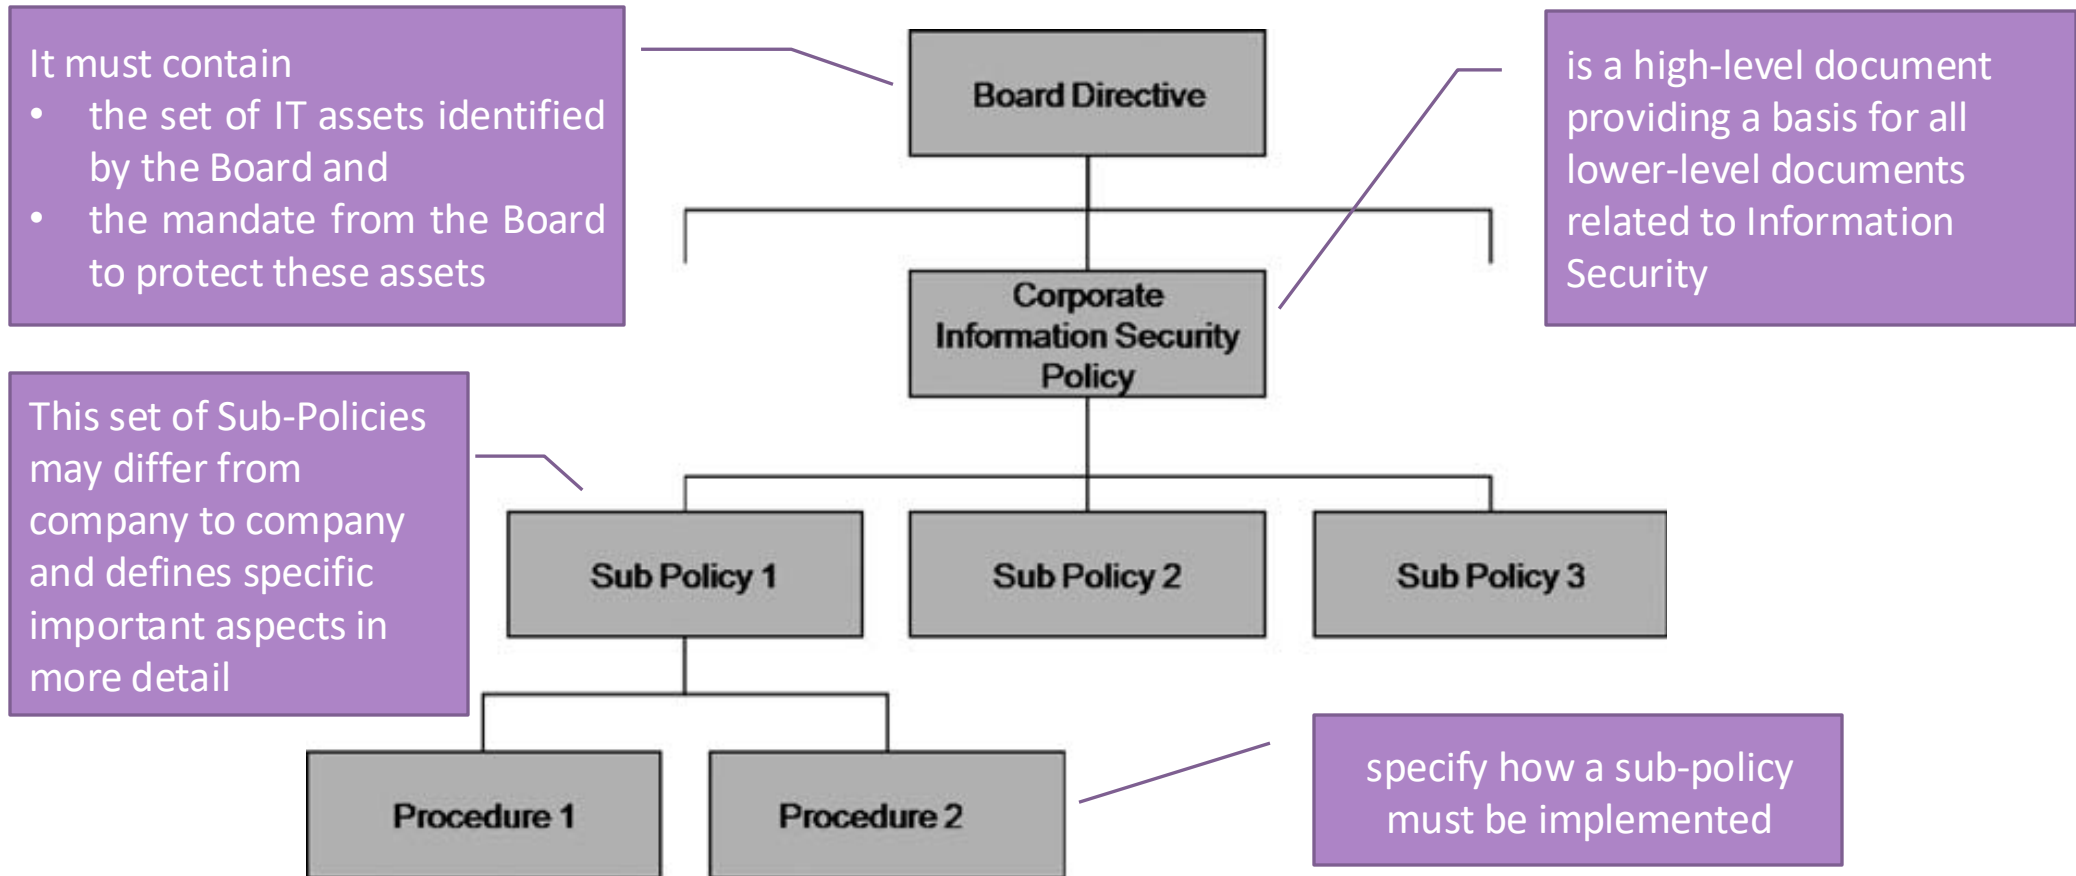 It must contain
• the set of IT assets identified
by the Board and
• the mandate from the Board
to protect these assets
Board Directive
is a high-level document
providing a basis for all
lower-level documents
related to Information
Security
Corporate
Information Security
Policy
This set of Sub-Policies
may differ from
company to company
and defines specific
important aspects in
more detail
Sub Policy 1
Sub Policy 2
Sub Policy 3
Procedure 1
Procedure 2
specify how a sub-policy
must be implemented